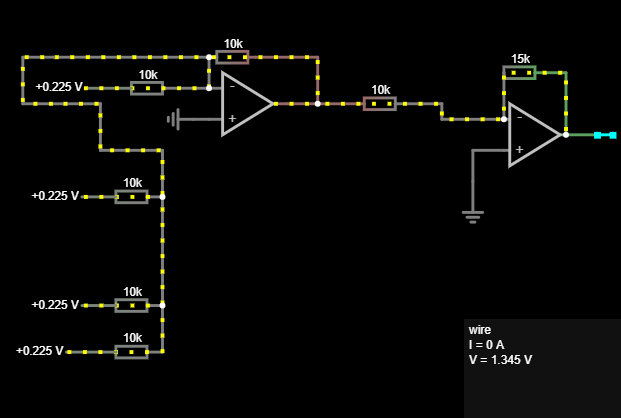 10k
15k
+0.225 V
10k
10k
-
+
-
+
10k
+0.225 V
10k
+0.225 V
10k
+0.225 V
wire
I = 0 A
V = 1.345 V